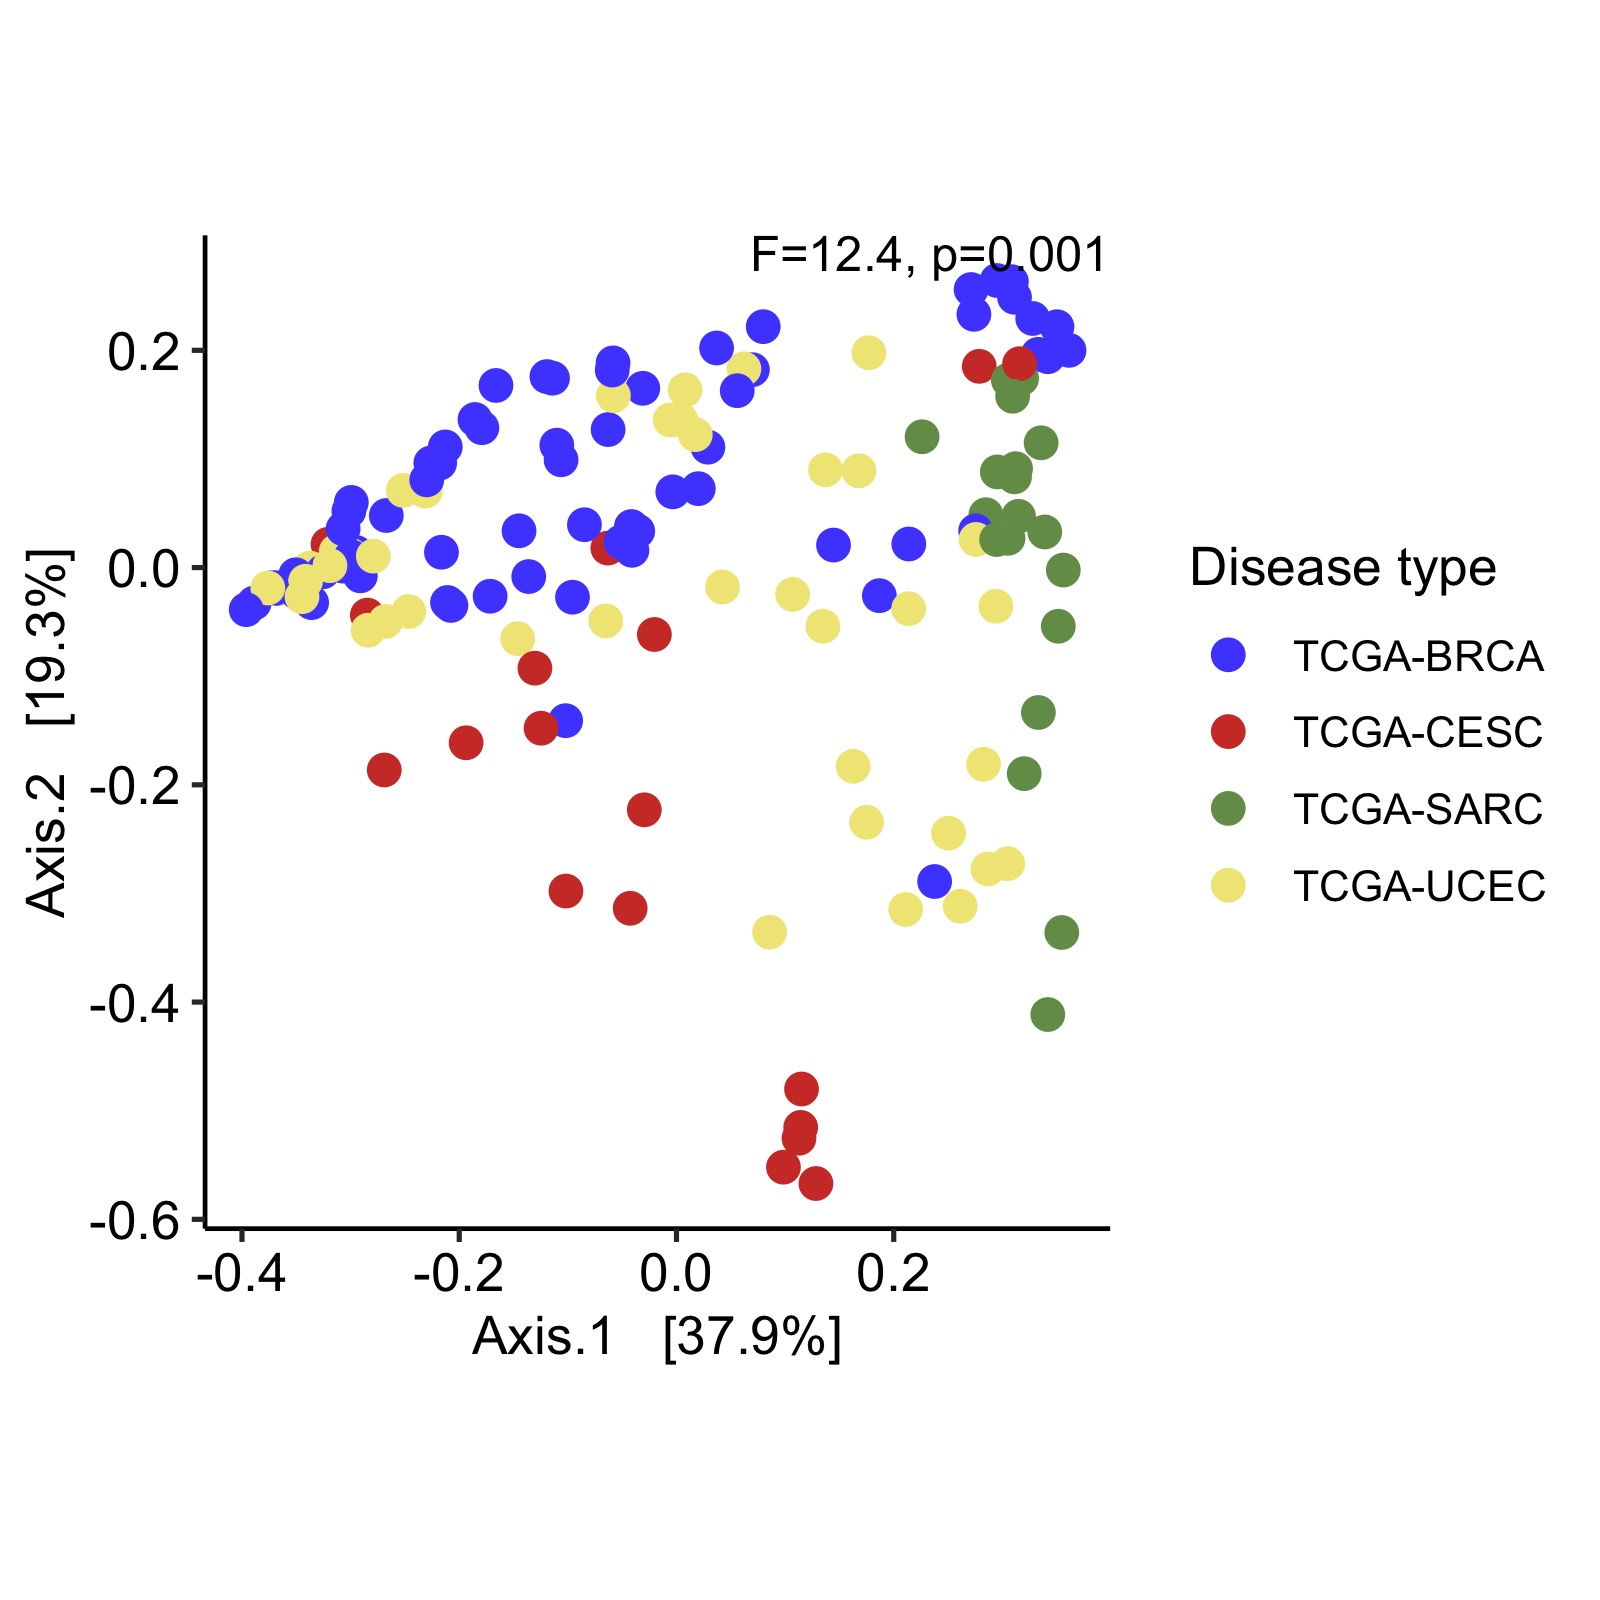 F=12.4, p=0.001
0.2
0.0
-0.2
-0.4
-0.6
Axis.2 [19.3%]
-0.4 -0.2 0.0 0.2
Axis.1 [37.9%]
Disease type
TCGA-BRCA
TCGA-CESC
TCGA-SARC
TCGA-UCEC